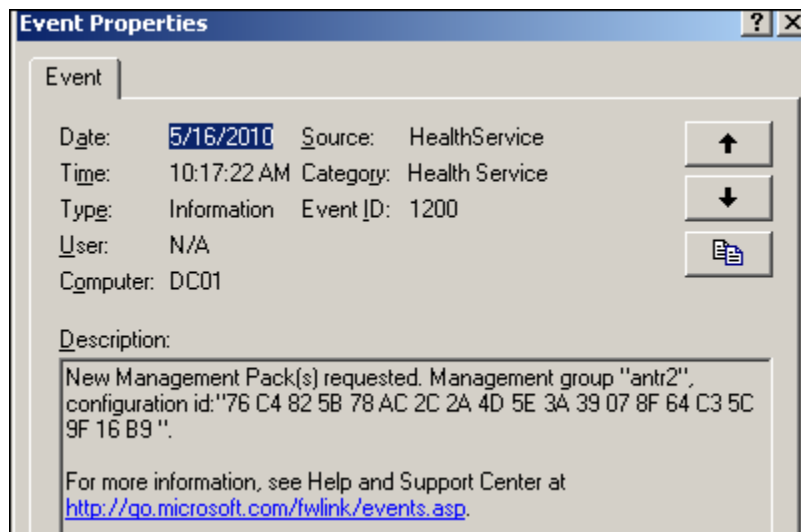 Event Properties
Event
Date: 5/16/2010 Source: HealthService
Time: 10:17:22 AM Category: Health Service
Type: Information Event ID: 1200
User: N/A
Computer: DC01
Description:
New Management Pack(s) requested. Management group "antr2",
configuration id:"76 C4 82 5B 78 AC 2C 2A 4D 5E 3A 39 07 8F 64 C3 5C
9F 16 B9 ".
For more information, see Help and Support Center at
http://go.microsoft.com/fwlink/events.asp.